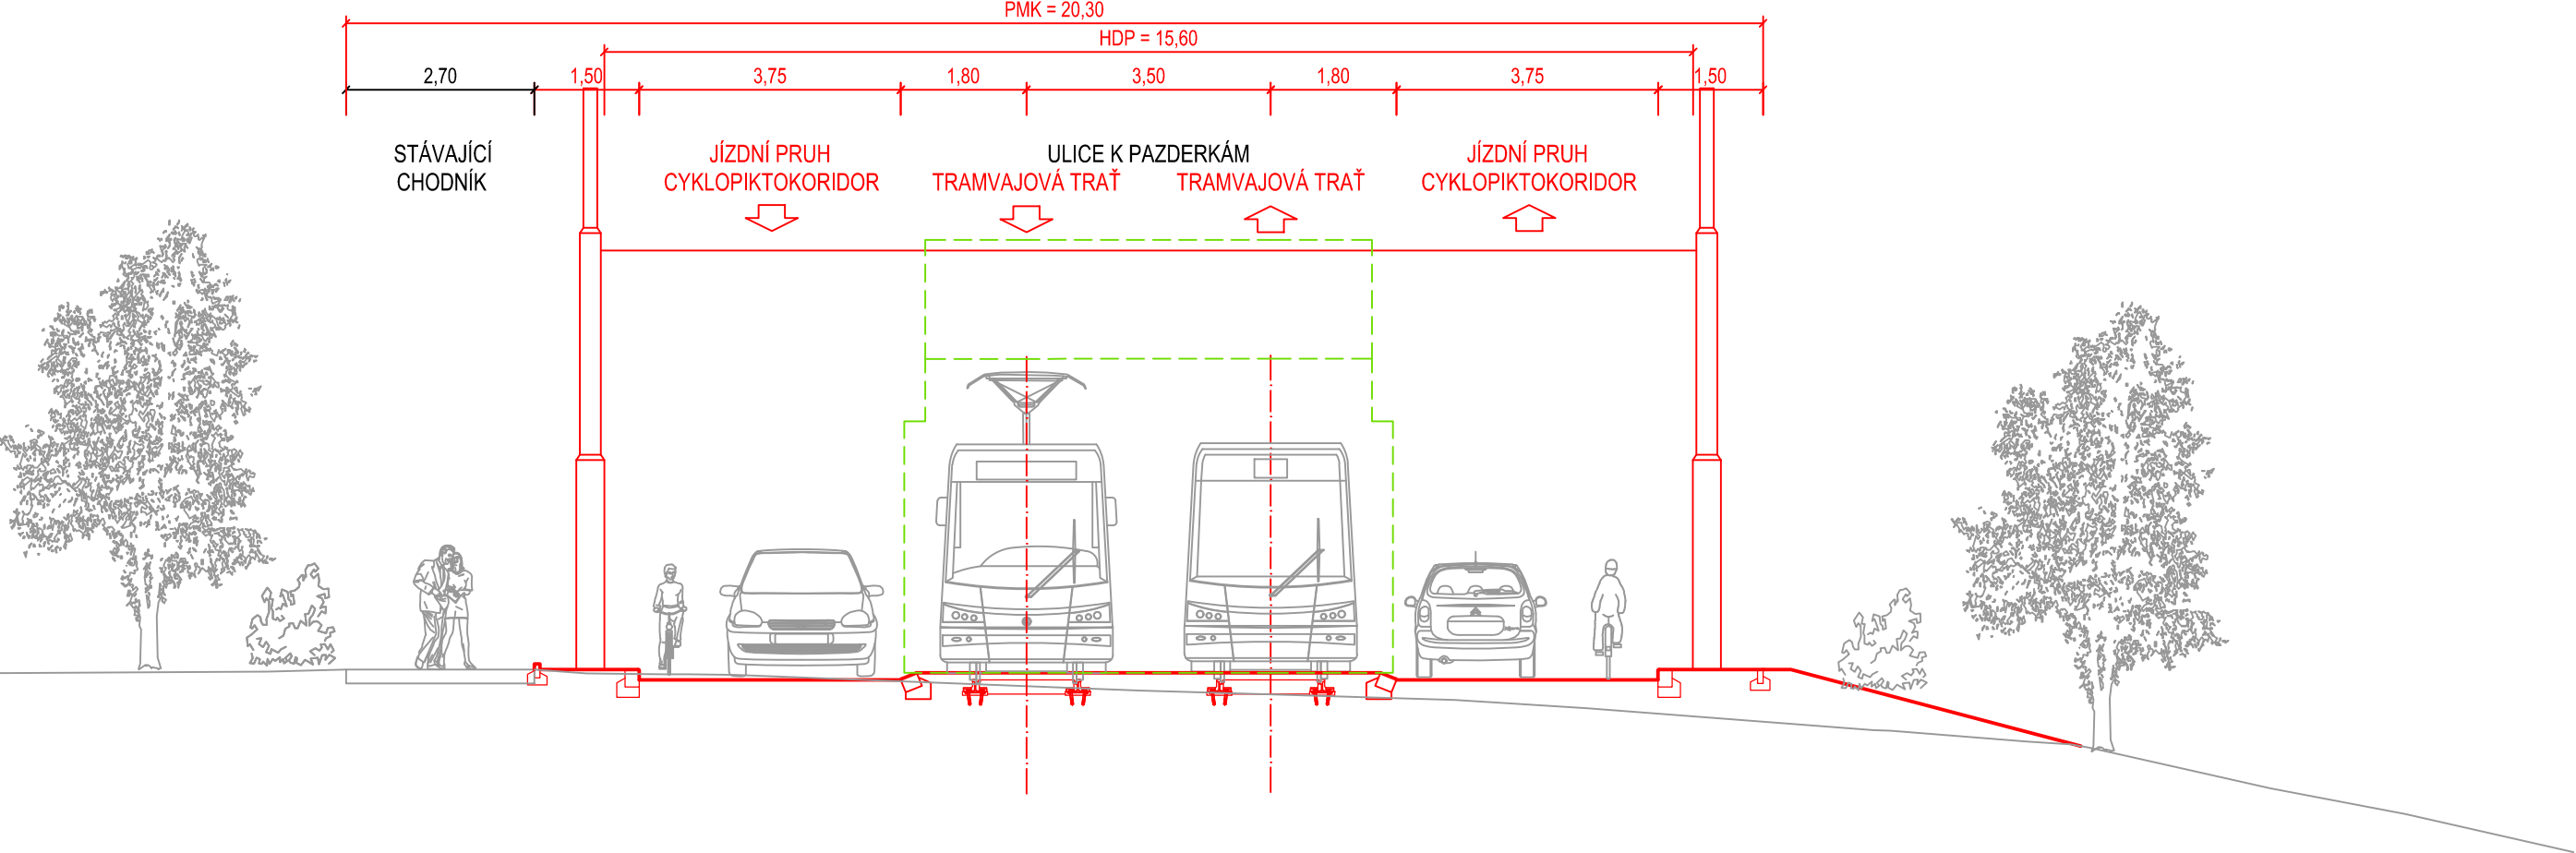 PMK = 20,30
HDP = 15,60
2,70 1,50 3,75 1,80 3,50 1,80 3,75 1,50
STÁVAJÍCÍ
CHODNÍK
JÍZDNÍ PRUH
CYKLOPIKTOKORIDOR
ULICE K PAZDERKÁM
TRAMVAJOVÁ TRAŤ TRAMVAJOVÁ TRAŤ
JÍZDNÍ PRUH
CYKLOPIKTOKORIDOR